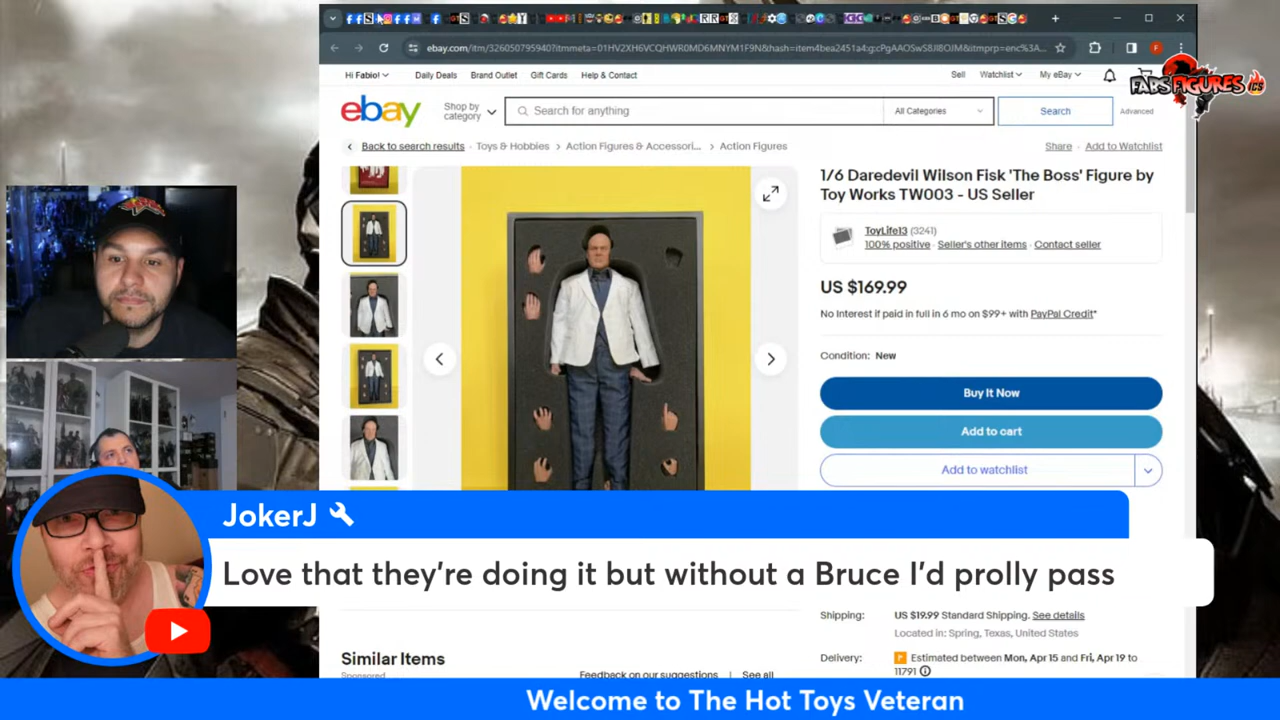 ebay.com/itm/326050795940?itmmeta=01HV2XH6VCQHWR0MD6MNYM1F9N&hash=item4bea2451a4:g:cPgAAOSwS8JlI8OJM&itmprp=enc%3A...
Hi Fabio!
Daily Deals
Brand Outlet
Gift Cards
Help & Contact
Sell
Watchlist
My eBay
FABSFIGURES
ebay
Shop by category
Search for anything
All Categories
Search
Advanced
Back to search results
Toys & Hobbies
Action Figures & Accessori...
Action Figures
Share
Add to Watchlist
1/6 Daredevil Wilson Fisk 'The Boss' Figure by
Toy Works TW003 - US Seller
ToyLife13 (3241)
100% positive · Seller's other items · Contact seller
US $169.99
No Interest if paid in full in 6 mo on $99+ with PayPal Credit*
Condition: New
Buy It Now
Add to cart
Add to watchlist
JokerJ
Love that they're doing it but without a Bruce I'd prolly pass
Shipping: US $19.99 Standard Shipping. See details
Located in: Spring, Texas, United States
Delivery: Estimated between Mon, Apr 15 and Fri, Apr 19 to
11791
Similar Items
Sponsored
Feedback on our suggestions | See all
Welcome to The Hot Toys Veteran